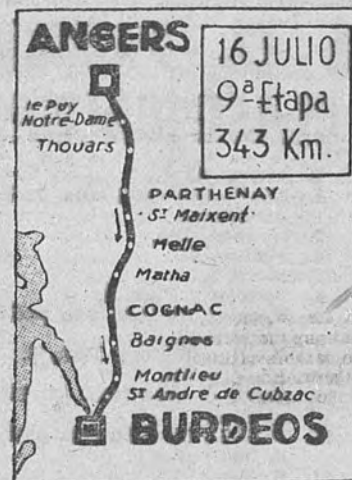 ANGERS
16 JULIO
9ª Etapa
343 Km.
le Puy
Notre-Dame
Thouars
PARTHENAY
St Maixent
Melle
Matha
COGNAC
Baignes
Montlieu
St Andre de Cubzac
BURDEOS